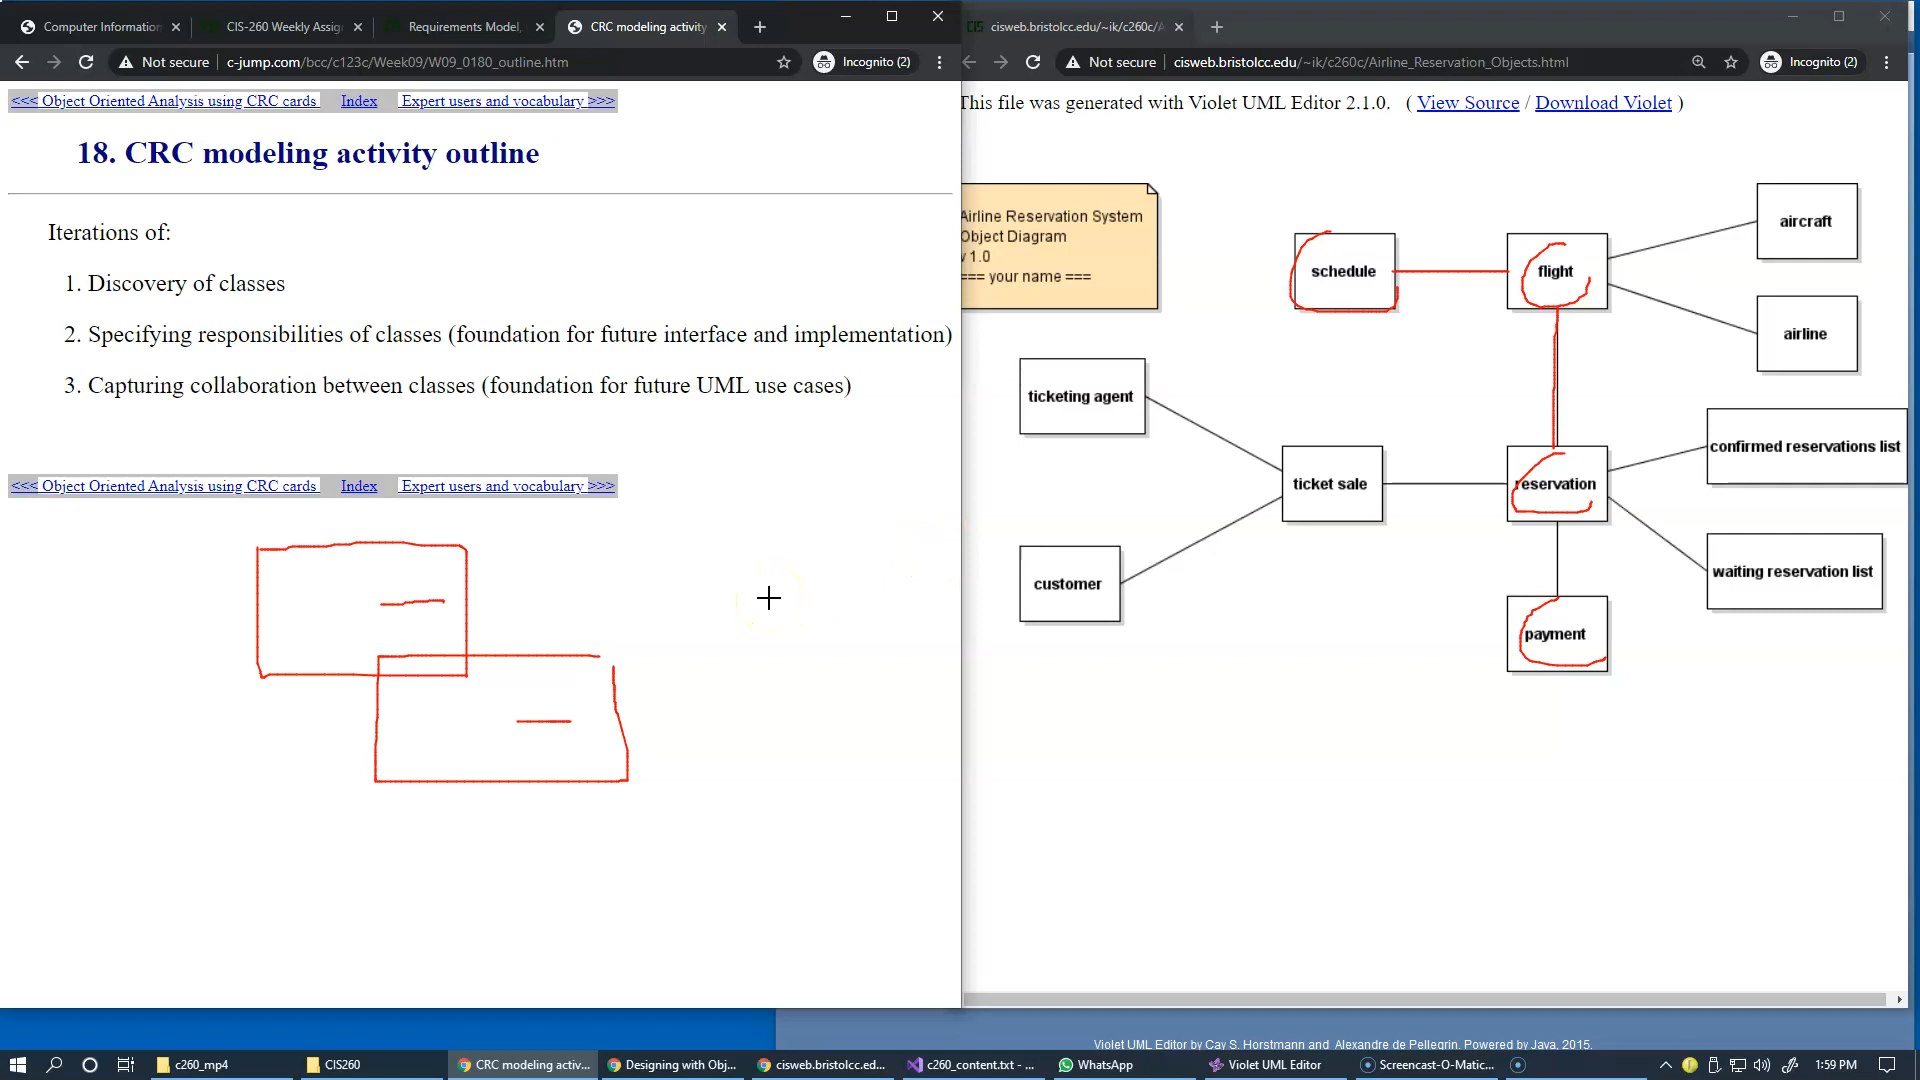 Computer Information
CIS-260 Weekly Assig
Requirements Model,
CRC modeling activity
Not secure
c-jump.com/bcc/c123c/Week09/W09_0180_outline.htm
Incognito (2)
<<< Object Oriented Analysis using CRC cards Index Expert users and vocabulary >>>
18. CRC modeling activity outline
Iterations of:
1. Discovery of classes
2. Specifying responsibilities of classes (foundation for future interface and implementation)
3. Capturing collaboration between classes (foundation for future UML use cases)
<<< Object Oriented Analysis using CRC cards Index Expert users and vocabulary >>>
cisweb.bristolcc.edu/~ik/c260c/A
Not secure
cisweb.bristolcc.edu/~ik/c260c/Airline_Reservation_Objects.html
Incognito (2)
This file was generated with Violet UML Editor 2.1.0. ( View Source / Download Violet )
Airline Reservation System
Object Diagram
v 1.0
=== your name ===
schedule
flight
aircraft
airline
ticketing agent
ticket sale
customer
reservation
confirmed reservations list
waiting reservation list
payment
Violet UML Editor by Cay S. Horstmann and Alexandre de Pellegrin. Powered by Java, 2015.
c260_mp4
CIS260
CRC modeling activ...
Designing with Obj...
cisweb.bristolcc.ed...
c260_content.txt - ...
WhatsApp
Violet UML Editor
Screencast-O-Matic...
1:59 PM